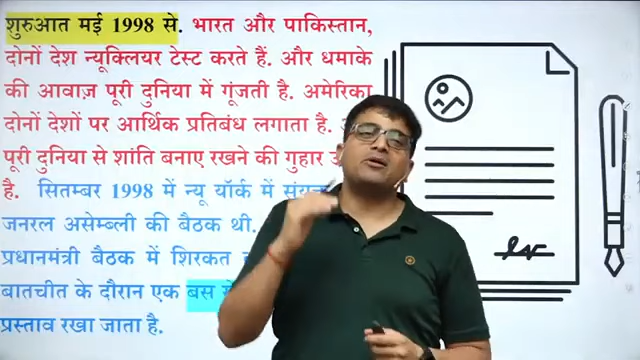 शुरुआत मई 1998 से. भारत और पाकिस्तान,
दोनों देश न्यूक्लियर टेस्ट करते हैं. और धमाके
की आवाज़ पूरी दुनिया में गूंजती है. अमेरिका
दोनों देशों पर आर्थिक प्रतिबंध लगाता है.
पूरी दुनिया से शांति बनाए रखने की गुहार
है. सितम्बर 1998 में न्यू यॉर्क में
जनरल असेम्ब्ली की बैठक थी.
प्रधानमंत्री बैठक में शिरकत
बातचीत के दौरान एक बस
प्रस्ताव रखा जाता है.